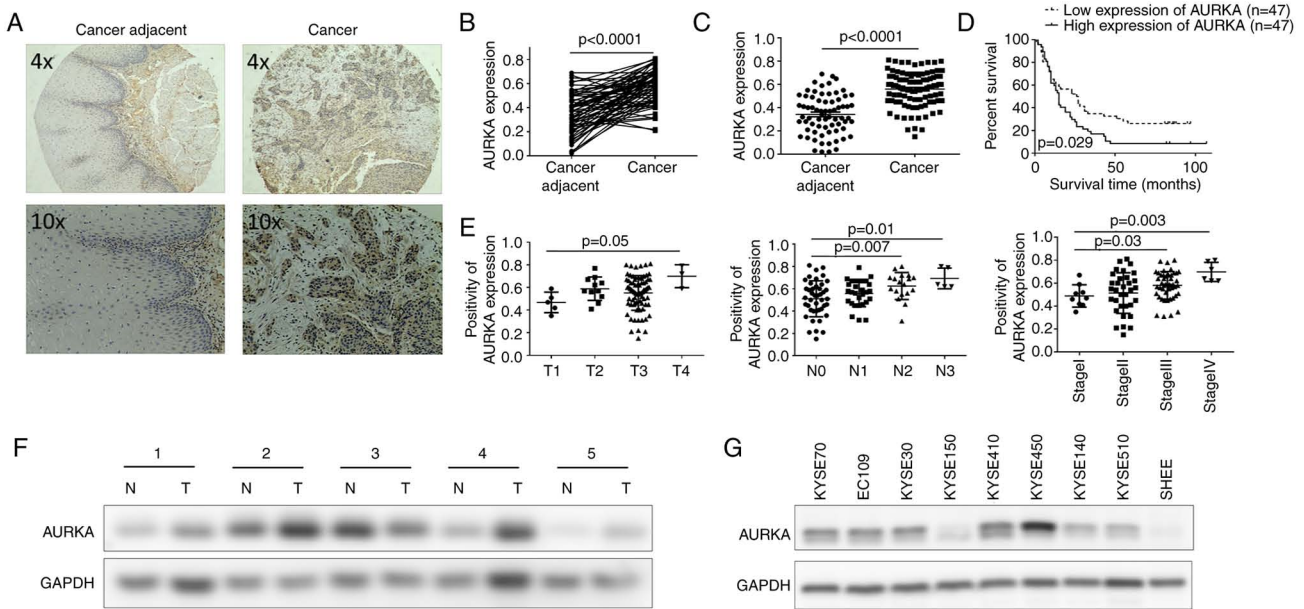 A
Cancer adjacent
Cancer
4x
4x
10x
10x
B
p<0.0001
AURKA expression
0.8
0.6
0.4
0.2
0.0
Cancer
adjacent
Cancer
C
p<0.0001
AURKA expression
1.0
0.8
0.6
0.4
0.2
0.0
Cancer
adjacent
Cancer
D
Low expression of AURKA (n=47)
High expression of AURKA (n=47)
Percent survival
100
80
60
40
20
0
p=0.029
0
50
100
Survival time (months)
E
Positivity of
AURKA expression
1.0
0.8
0.6
0.4
0.2
0.0
p=0.05
T1
T2
T3
T4
Positivity of
AURKA expression
1.0
0.8
0.6
0.4
0.2
0.0
p=0.01
p=0.007
N0
N1
N2
N3
Positivity of
AURKA expression
1.0
0.8
0.6
0.4
0.2
0.0
p=0.003
p=0.03
StageI
StageII
StageIII
StageIV
F
1
2
3
4
5
N T N T N T N T N T
AURKA
GAPDH
G
KYSE70
EC109
KYSE30
KYSE150
KYSE410
KYSE450
KYSE140
KYSE510
SHEE
AURKA
GAPDH